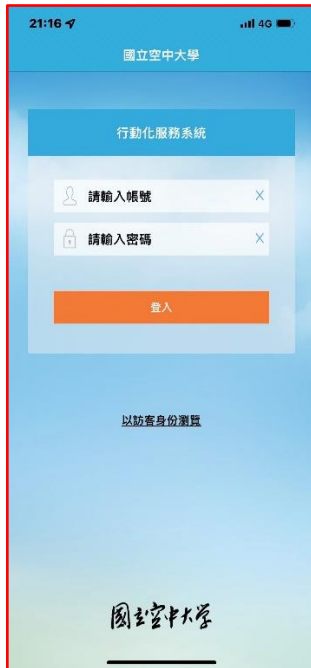 21:16
4G
國立空中大學
行動化服務系統
請輸入帳號
X
請輸入密碼
X
登入
以訪客身份瀏覽
國立空中大学